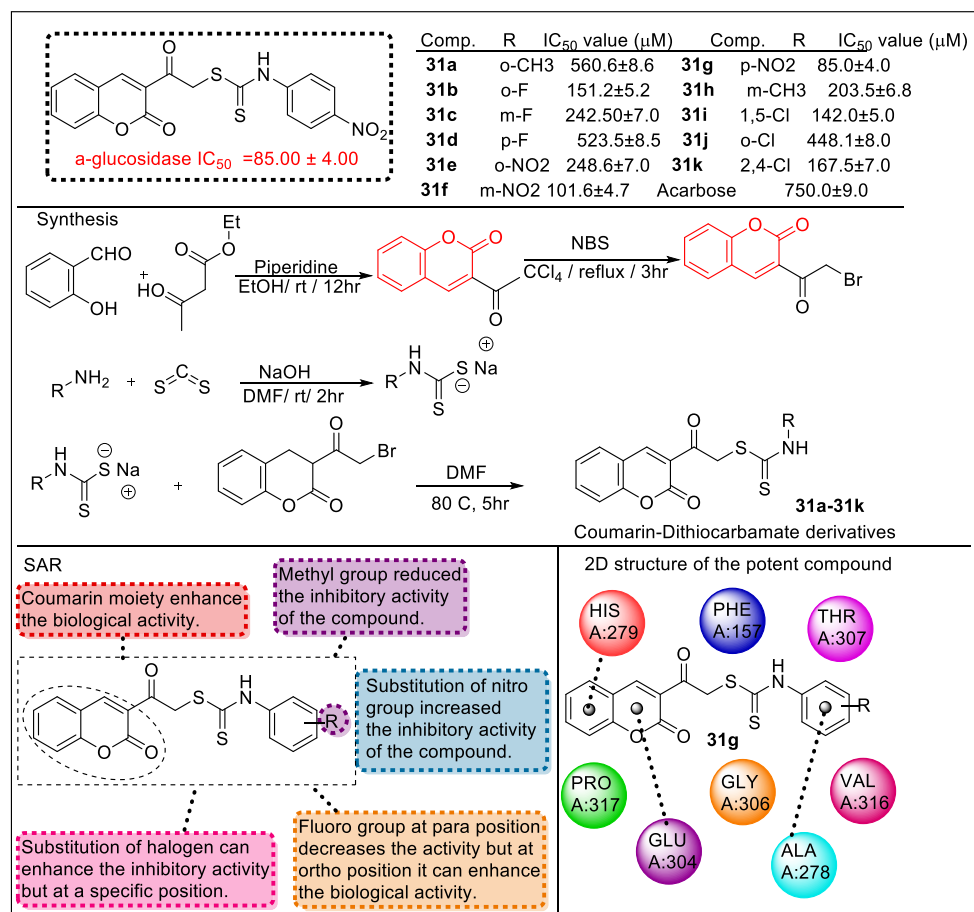 O
S
H
N
O
O
S
NO2
a-glucosidase IC50 =85.00 ± 4.00
Comp. R IC50 value (μM) Comp. R IC50 value (μM)
31a o-CH3 560.6±8.6 31g p-NO2 85.0±4.0
31b o-F 151.2±5.2 31h m-CH3 203.5±6.8
31c m-F 242.50±7.0 31i 1,5-Cl 142.0±5.0
31d p-F 523.5±8.5 31j o-Cl 448.1±8.0
31e o-NO2 248.6±7.0 31k 2,4-Cl 167.5±7.0
31f m-NO2 101.6±4.7 Acarbose 750.0±9.0
Synthesis
CHO
OH
+
Et
O
O
HO
Piperidine
EtOH/ rt / 12hr
O
O
O
NBS
CCl4 / reflux / 3hr
O
O
O
Br
R
NH2
+
S
C
S
NaOH
DMF/ rt/ 2hr
R
H
N
S
⊖
Na
⊕
S
R
H
N
S
⊖
Na
⊕
S
+
O
Br
O
O
DMF
80 C, 5hr
O
S
R
NH
S
O
O
31a-31k
Coumarin-Dithiocarbamate derivatives
SAR
Coumarin moiety enhance
the biological activity.
Methyl group reduced
the inhibitory activity
of the compound.
O
S
H
N
S
O
O
R
Substitution of nitro
group increased
the inhibitory activity
of the compound.
Substitution of halogen can
enhance the inhibitory activity
but at a specific position.
Fluoro group at para position
decreases the activity but at
ortho position it can enhance
the biological activity.
2D structure of the potent compound
HIS
A:279
PHE
A:157
THR
A:307
O
S
H
N
S
O
O
R
31g
PRO
A:317
GLU
A:304
GLY
A:306
ALA
A:278
VAL
A:316